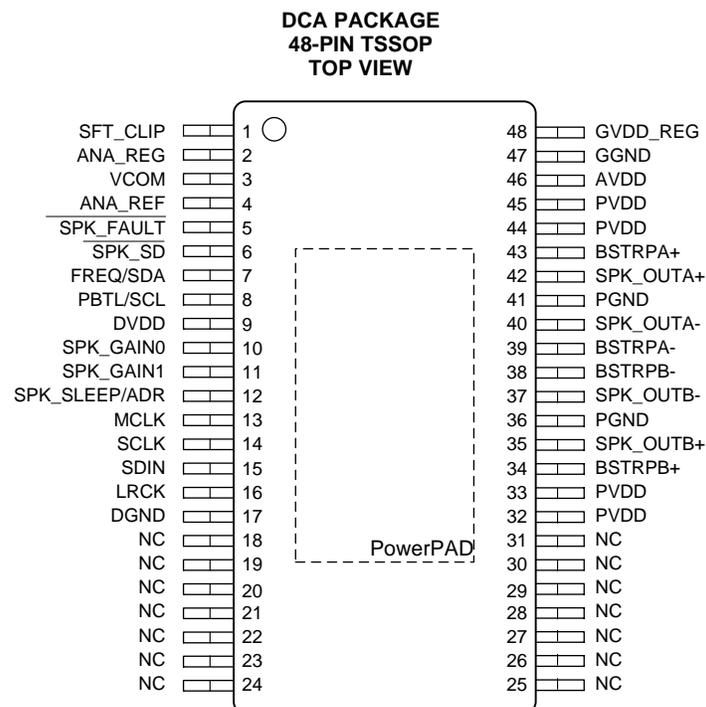 DCA PACKAGE
48-PIN TSSOP
TOP VIEW
SFT_CLIP 1 48 GVDD_REG
ANA_REG 2 47 GGND
VCOM 3 46 AVDD
ANA_REF 4 45 PVDD
SPK_FAULT 5 44 PVDD
SPK_SD 6 43 BSTRPA+
FREQ/SDA 7 42 SPK_OUTA+
PBTL/SCL 8 41 PGND
DVDD 9 40 SPK_OUTA-
SPK_GAIN0 10 39 BSTRPA-
SPK_GAIN1 11 38 BSTRPB-
SPK_SLEEP/ADR 12 37 SPK_OUTB-
MCLK 13 36 PGND
SCLK 14 35 SPK_OUTB+
SDIN 15 34 BSTRPB+
LRCK 16 33 PVDD
DGND 17 32 PVDD
NC 18 31 NC
PowerPAD
NC 19 30 NC
NC 20 29 NC
NC 21 28 NC
NC 22 27 NC
NC 23 26 NC
NC 24 25 NC